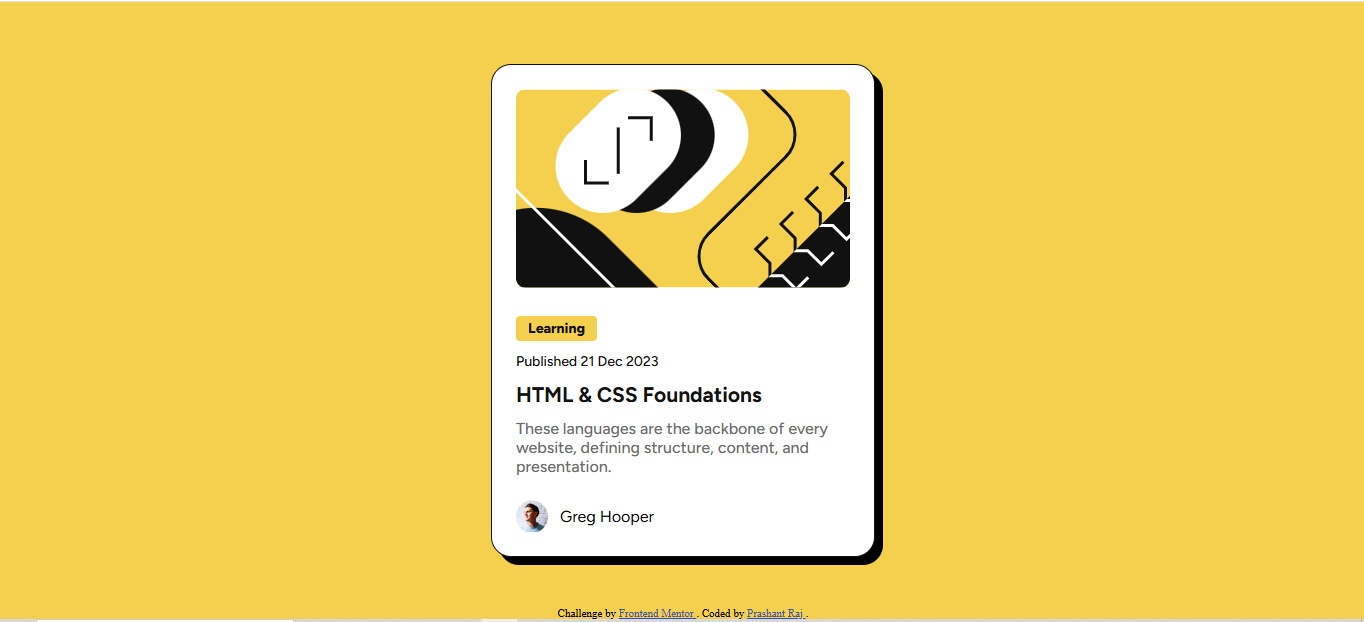 Learning
Published 21 Dec 2023
HTML & CSS Foundations
These languages are the backbone of every
website, defining structure, content, and
presentation.
Greg Hooper
Challenge by Frontend Mentor . Coded by Prashant Raj .